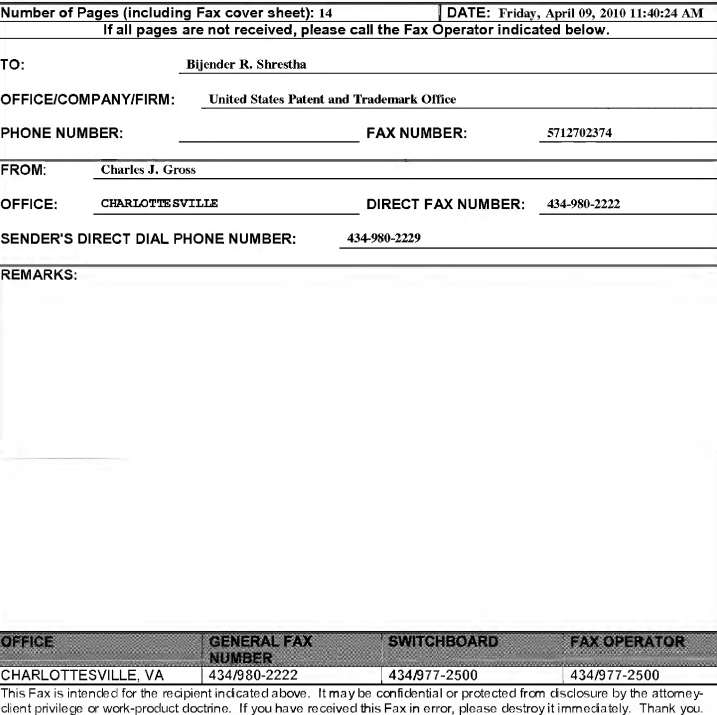 Number of Pages (including Fax cover sheet): 14 DATE: Friday, April 09, 2010 11:40:24 AM
If all pages are not received, please call the Fax Operator indicated below.
TO: Bijender R. Shrestha
OFFICE/COMPANY/FIRM: United States Patent and Trademark Office
PHONE NUMBER: FAX NUMBER: 5712702374
FROM: Charles J. Gross
OFFICE: CHARLOTTESVILLE DIRECT FAX NUMBER: 434-980-2222
SENDER'S DIRECT DIAL PHONE NUMBER: 434-980-2229
REMARKS:
OFFICE GENERAL FAX NUMBER SWITCHBOARD FAX OPERATOR
CHARLOTTESVILLE, VA 434/980-2222 434/977-2500 434/977-2500
This Fax is intended for the recipient indicated above. It may be confidential or protected from disclosure by the attorney-
client privilege or work-product doctrine. If you have received this Fax in error, please destroy it immediately. Thank you.